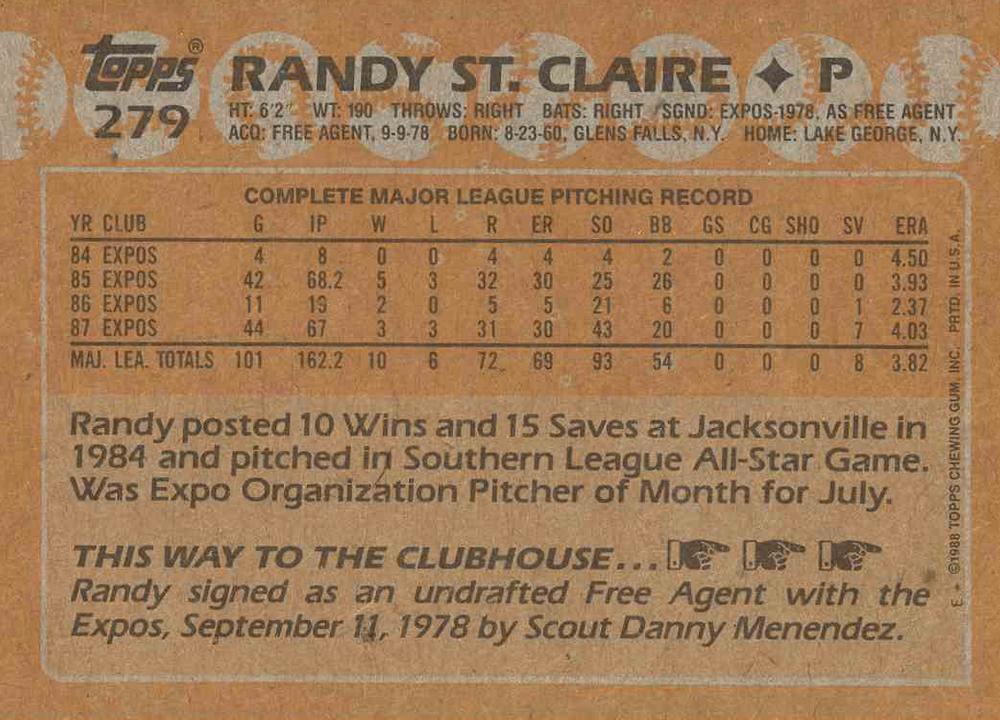 topps®
279
RANDY ST. CLAIRE ✦ P
HT: 6'2" WT: 190 THROWS: RIGHT BATS: RIGHT SGND: EXPOS-1978, AS FREE AGENT
ACQ: FREE AGENT, 9-9-78 BORN: 8-23-60, GLENS FALLS, N.Y. HOME: LAKE GEORGE, N.Y.
COMPLETE MAJOR LEAGUE PITCHING RECORD
YR CLUB G IP W L R ER SO BB GS CG SHO SV ERA
84 EXPOS 4 8 0 0 4 4 4 2 0 0 0 0 4.50
85 EXPOS 42 68.2 5 3 32 30 25 26 0 0 0 0 3.93
86 EXPOS 11 19 2 0 5 5 21 6 0 0 0 1 2.37
87 EXPOS 44 67 3 3 31 30 43 20 0 0 0 7 4.03
MAJ. LEA. TOTALS 101 162.2 10 6 72 69 93 54 0 0 0 8 3.82
Randy posted 10 Wins and 15 Saves at Jacksonville in
1984 and pitched in Southern League All-Star Game.
Was Expo Organization Pitcher of Month for July.
THIS WAY TO THE CLUBHOUSE...
Randy signed as an undrafted Free Agent with the
Expos, September 11, 1978 by Scout Danny Menendez.
E * ©1988 TOPPS CHEWING GUM, INC. PRTD. IN U.S.A.